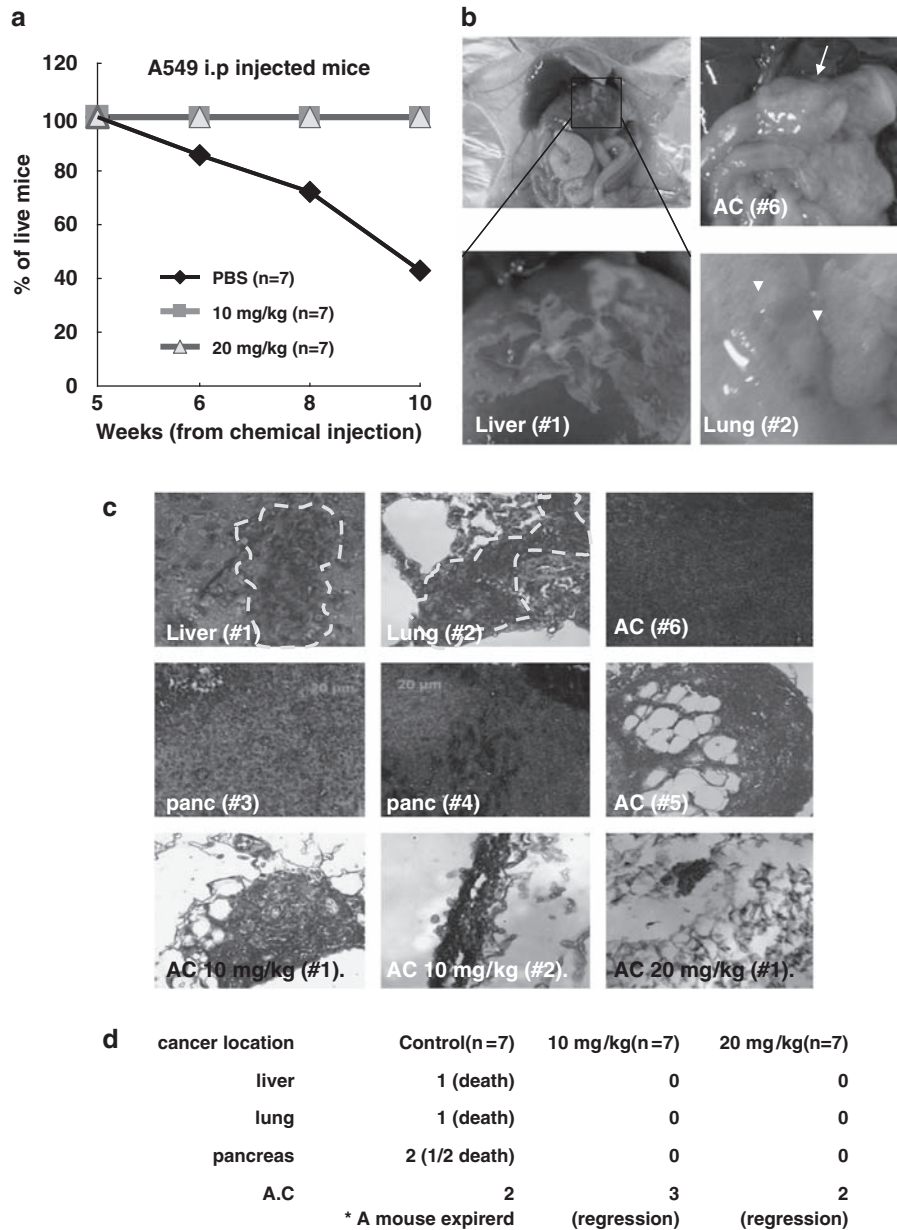 a
A549 i.p injected mice
120
100
80
60
40
20
0
% of live mice
PBS (n=7)
10 mg/kg (n=7)
20 mg/kg (n=7)
5 6 8 10
Weeks (from chemical injection)
b
AC (#6)
Liver (#1)
Lung (#2)
c
Liver (#1)
Lung (#2)
AC (#6)
20 µm
panc (#3)
20 µm
panc (#4)
AC (#5)
AC 10 mg/kg (#1).
AC 10 mg/kg (#2).
AC 20 mg/kg (#1).
d
cancer location Control(n=7) 10 mg/kg(n=7) 20 mg/kg(n=7)
liver 1 (death) 0 0
lung 1 (death) 0 0
pancreas 2 (1/2 death) 0 0
A.C 2 3 2
* A mouse expirerd (regression) (regression)